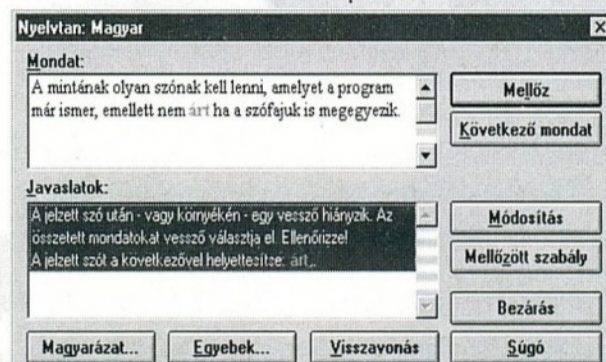 Nyelvtan: Magyar
Mondat:
A mintának olyan szónak kell lenni, amelyet a program
már ismer, emellett nem árt ha a szófajuk is megegyezik.
Mellőz
Következő mondat
Javaslatok:
A jelzett szó után - vagy környékén - egy vessző hiányzik. Az
összetett mondatokat vessző választja el. Ellenőrizze!
A jelzett szót a következővel helyettesítse: árt,.
Módosítás
Mellőzött szabály
Bezárás
Magyarázat...
Egyebek...
Visszavonás
Súgó